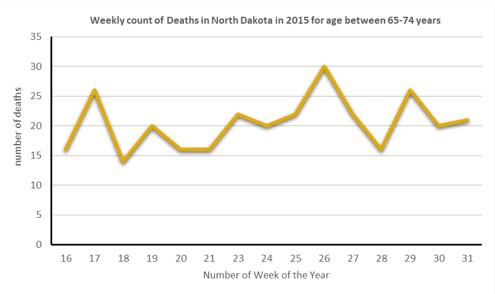 Weekly count of Deaths in North Dakota in 2015 for age between 65-74 years
35
30
25
20
15
10
5
0
number of deaths
16 17 18 19 20 21 23 24 25 26 27 28 29 30 31
Number of Week of the Year